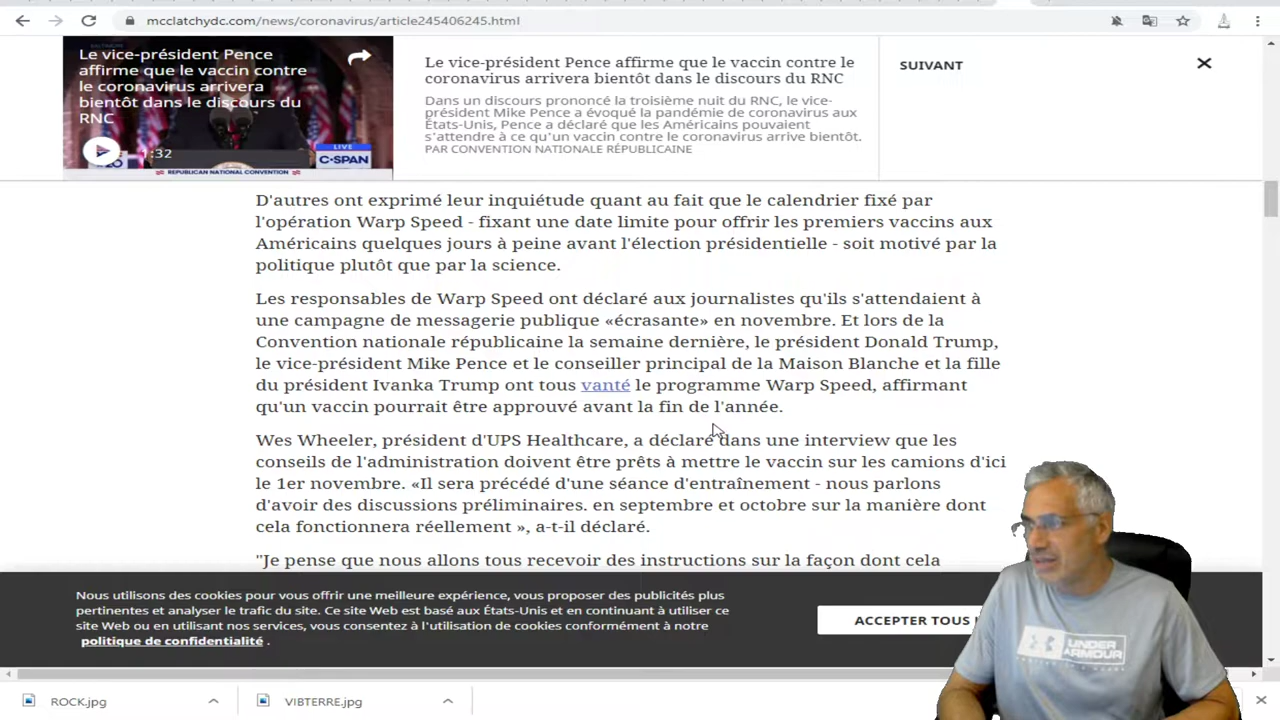 mcclatchydc.com/news/coronavirus/article245406245.html
Le vice-président Pence
affirme que le vaccin contre
le coronavirus arrivera
bientôt dans le discours du
RNC
:32
LIVE
C-SPAN
REPUBLICAN NATIONAL CONVENTION
Le vice-président Pence affirme que le vaccin contre le
coronavirus arrivera bientôt dans le discours du RNC
Dans un discours prononcé la troisième nuit du RNC, le vice-
président Mike Pence a évoqué la pandémie de coronavirus aux
États-Unis, Pence a déclaré que les Américains pouvaient
s'attendre à ce qu'un vaccin contre le coronavirus arrive bientôt.
PAR CONVENTION NATIONALE RÉPUBLICAINE
SUIVANT
D'autres ont exprimé leur inquiétude quant au fait que le calendrier fixé par
l'opération Warp Speed - fixant une date limite pour offrir les premiers vaccins aux
Américains quelques jours à peine avant l'élection présidentielle - soit motivé par la
politique plutôt que par la science.
Les responsables de Warp Speed ont déclaré aux journalistes qu'ils s'attendaient à
une campagne de messagerie publique «écrasante» en novembre. Et lors de la
Convention nationale républicaine la semaine dernière, le président Donald Trump,
le vice-président Mike Pence et le conseiller principal de la Maison Blanche et la fille
du président Ivanka Trump ont tous vanté le programme Warp Speed, affirmant
qu'un vaccin pourrait être approuvé avant la fin de l'année.
Wes Wheeler, président d'UPS Healthcare, a déclaré dans une interview que les
conseils de l'administration doivent être prêts à mettre le vaccin sur les camions d'ici
le 1er novembre. «Il sera précédé d'une séance d'entraînement - nous parlons
d'avoir des discussions préliminaires. en septembre et octobre sur la manière dont
cela fonctionnera réellement », a-t-il déclaré.
"Je pense que nous allons tous recevoir des instructions sur la façon dont cela
Nous utilisons des cookies pour vous offrir une meilleure expérience, vous proposer des publicités plus
pertinentes et analyser le trafic du site. Ce site Web est basé aux États-Unis et en continuant à utiliser ce
site Web ou en utilisant nos services, vous consentez à l'utilisation de cookies conformément à notre
politique de confidentialité .
ACCEPTER TOUS
UNDER
ARMOUR
ROCK.jpg
VIBTERRE.jpg